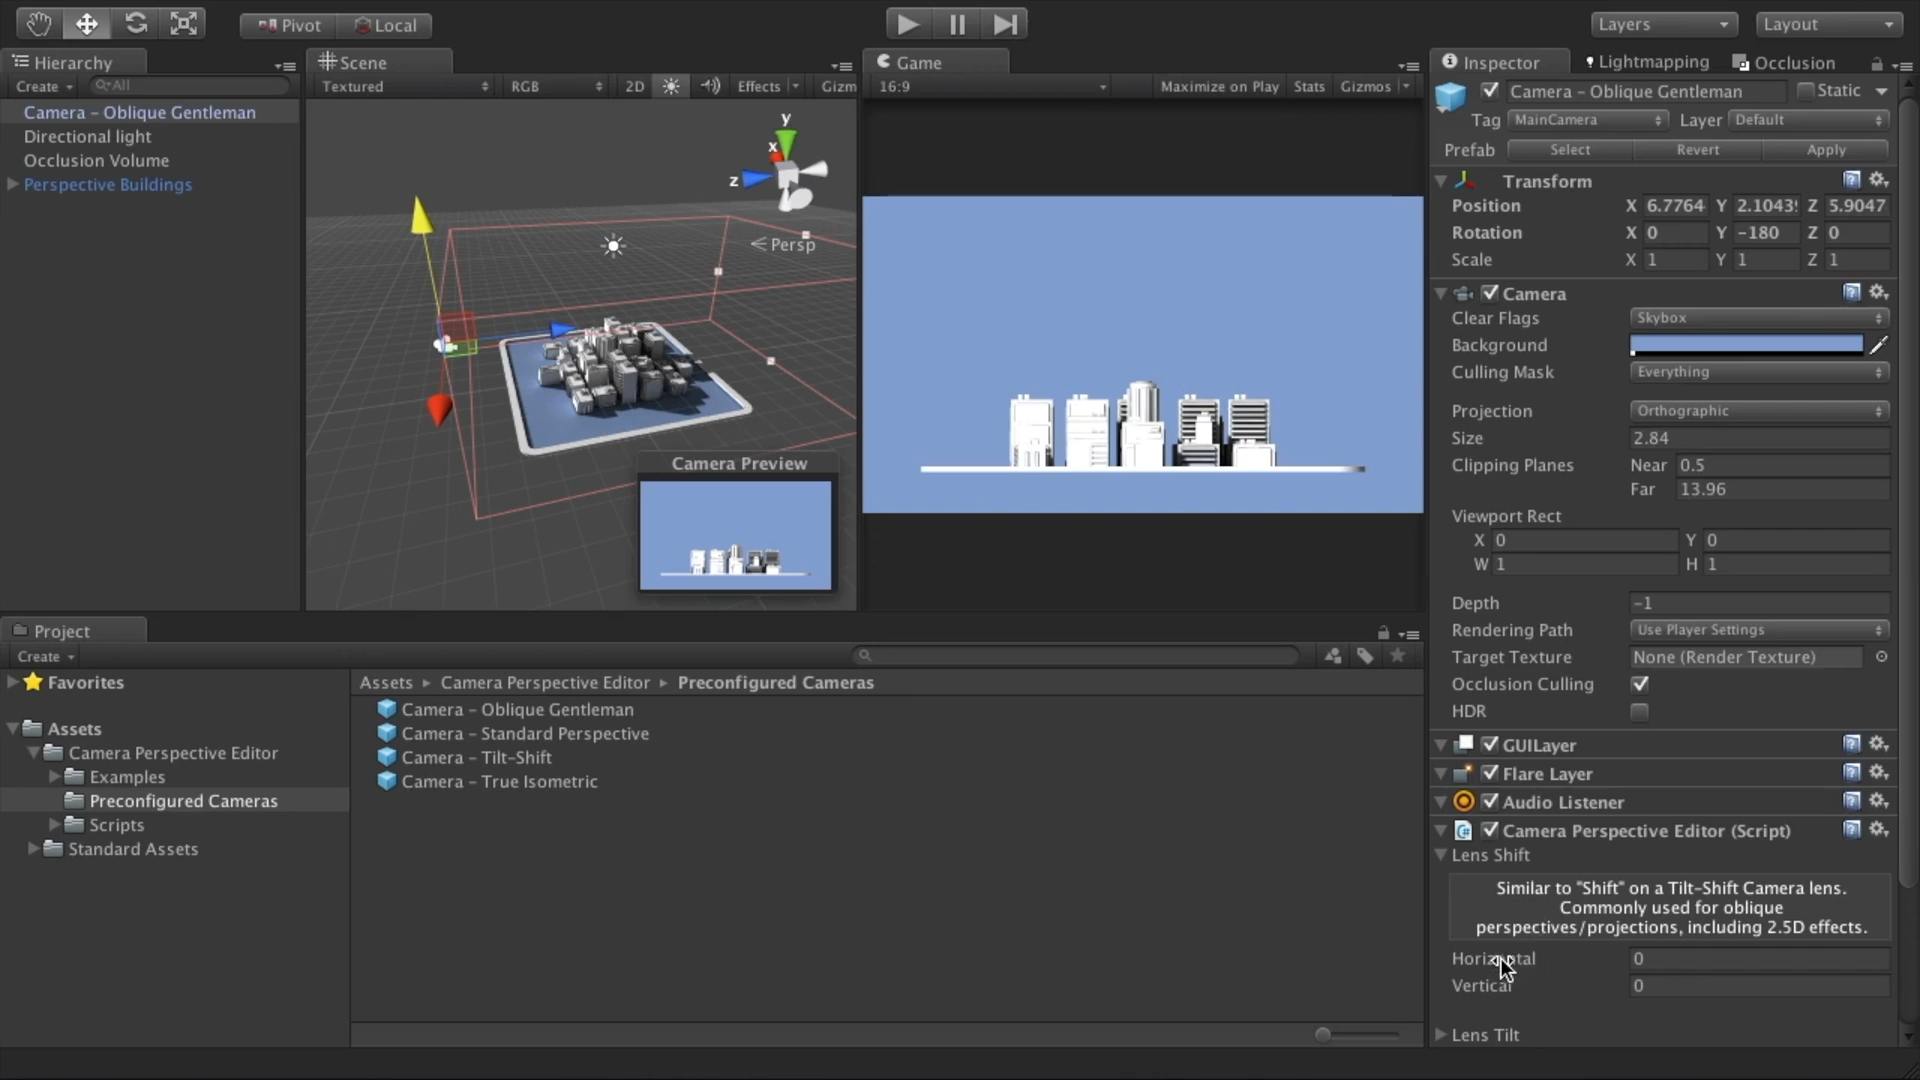 Pivot
Local
Layers
Layout
Hierarchy
Create
All
Camera – Oblique Gentleman
Directional light
Occlusion Volume
Perspective Buildings
Scene
Textured
RGB
2D
Effects
Gizm
y
x
z
Persp
Camera Preview
Game
16:9
Maximize on Play
Stats
Gizmos
Inspector
Lightmapping
Occlusion
Camera – Oblique Gentleman
Static
Tag MainCamera
Layer Default
Prefab Select Revert Apply
Transform
Position X 6.7764 Y 2.1043 Z 5.9047
Rotation X 0 Y -180 Z 0
Scale X 1 Y 1 Z 1
Camera
Clear Flags Skybox
Background
Culling Mask Everything
Projection Orthographic
Size 2.84
Clipping Planes Near 0.5
Far 13.96
Viewport Rect
X 0 Y 0
W 1 H 1
Depth -1
Rendering Path Use Player Settings
Target Texture None (Render Texture)
Occlusion Culling
HDR
GUILayer
Flare Layer
Audio Listener
Camera Perspective Editor (Script)
Lens Shift
Similar to "Shift" on a Tilt-Shift Camera lens.
Commonly used for oblique
perspectives/projections, including 2.5D effects.
Horizontal 0
Vertical 0
Lens Tilt
Project
Create
Favorites
Assets
Camera Perspective Editor
Examples
Preconfigured Cameras
Scripts
Standard Assets
Assets Camera Perspective Editor Preconfigured Cameras
Camera – Oblique Gentleman
Camera – Standard Perspective
Camera – Tilt-Shift
Camera – True Isometric